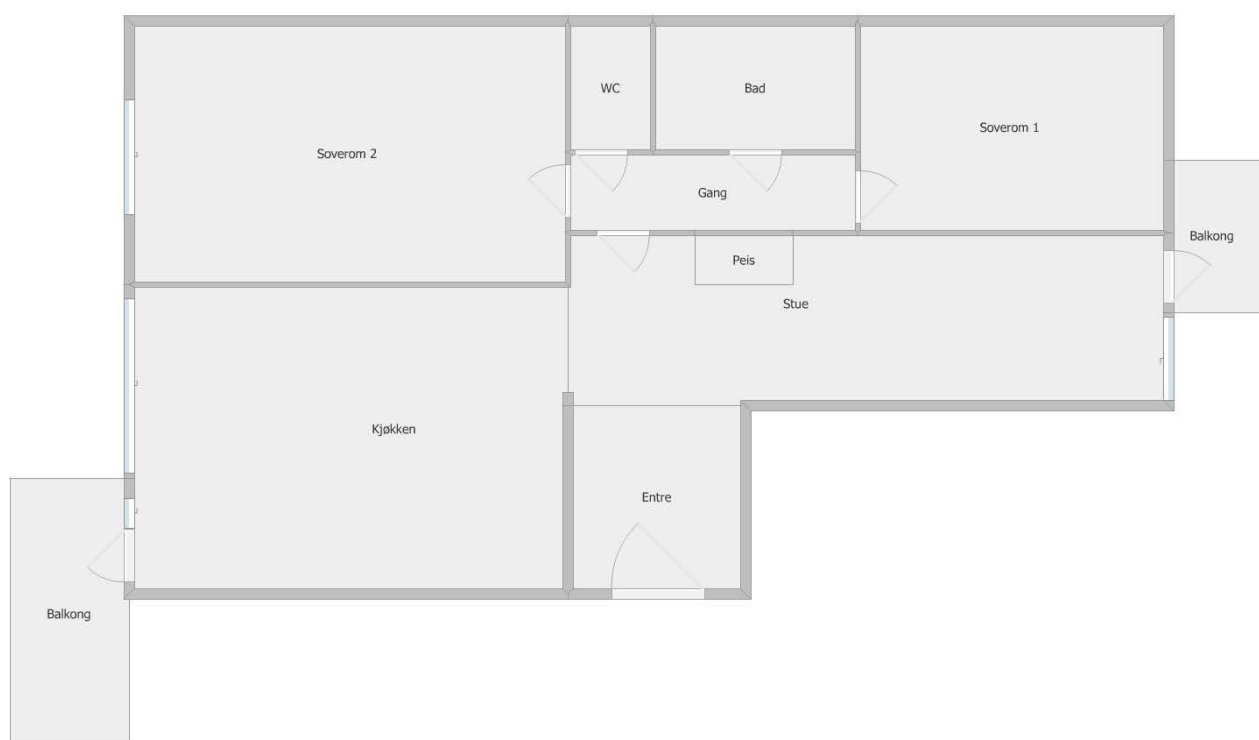 WC
Bad
Soverom 1
Soverom 2
Gang
Balkong
Peis
Stue
Kjøkken
Entre
Balkong